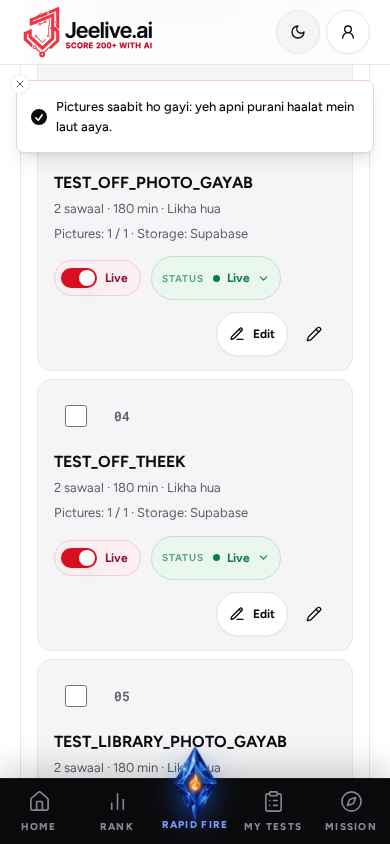 Jeelive.ai
SCORE 200+ WITH AI
Pictures saabit ho gayi: yeh apni purani haalat mein
laut aaya.
TEST_OFF_PHOTO_GAYAB
2 sawaal · 180 min · Likha hua
Pictures: 1 / 1 · Storage: Supabase
Live
STATUS Live
Edit
04
TEST_OFF_THEEK
2 sawaal · 180 min · Likha hua
Pictures: 1 / 1 · Storage: Supabase
Live
STATUS Live
Edit
05
TEST_LIBRARY_PHOTO_GAYAB
2 sawaal · 180 min
HOME RANK RAPID FIRE MY TESTS MISSION